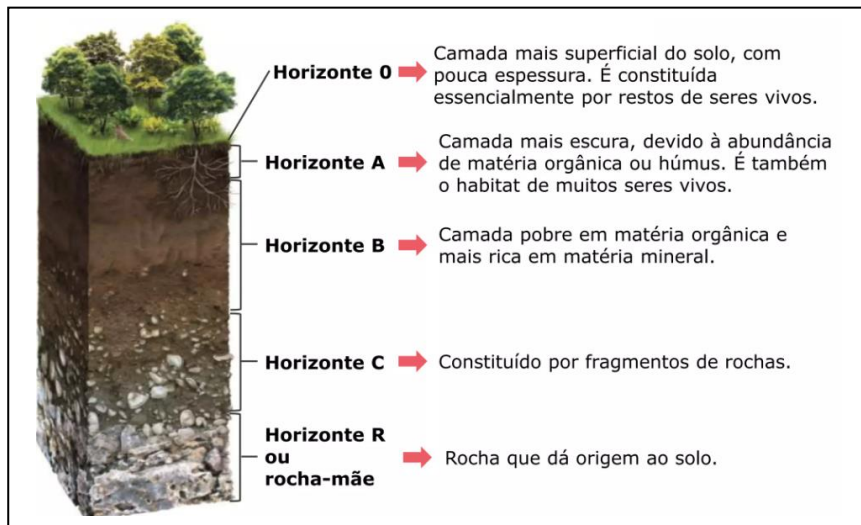 Horizonte 0
Camada mais superficial do solo, com
pouca espessura. É constituída
essencialmente por restos de seres vivos.
Horizonte A
Camada mais escura, devido à abundância
de matéria orgânica ou húmus. É também
o habitat de muitos seres vivos.
Horizonte B
Camada pobre em matéria orgânica e
mais rica em matéria mineral.
Horizonte C
Constituído por fragmentos de rochas.
Horizonte R
ou
rocha-mãe
Rocha que dá origem ao solo.